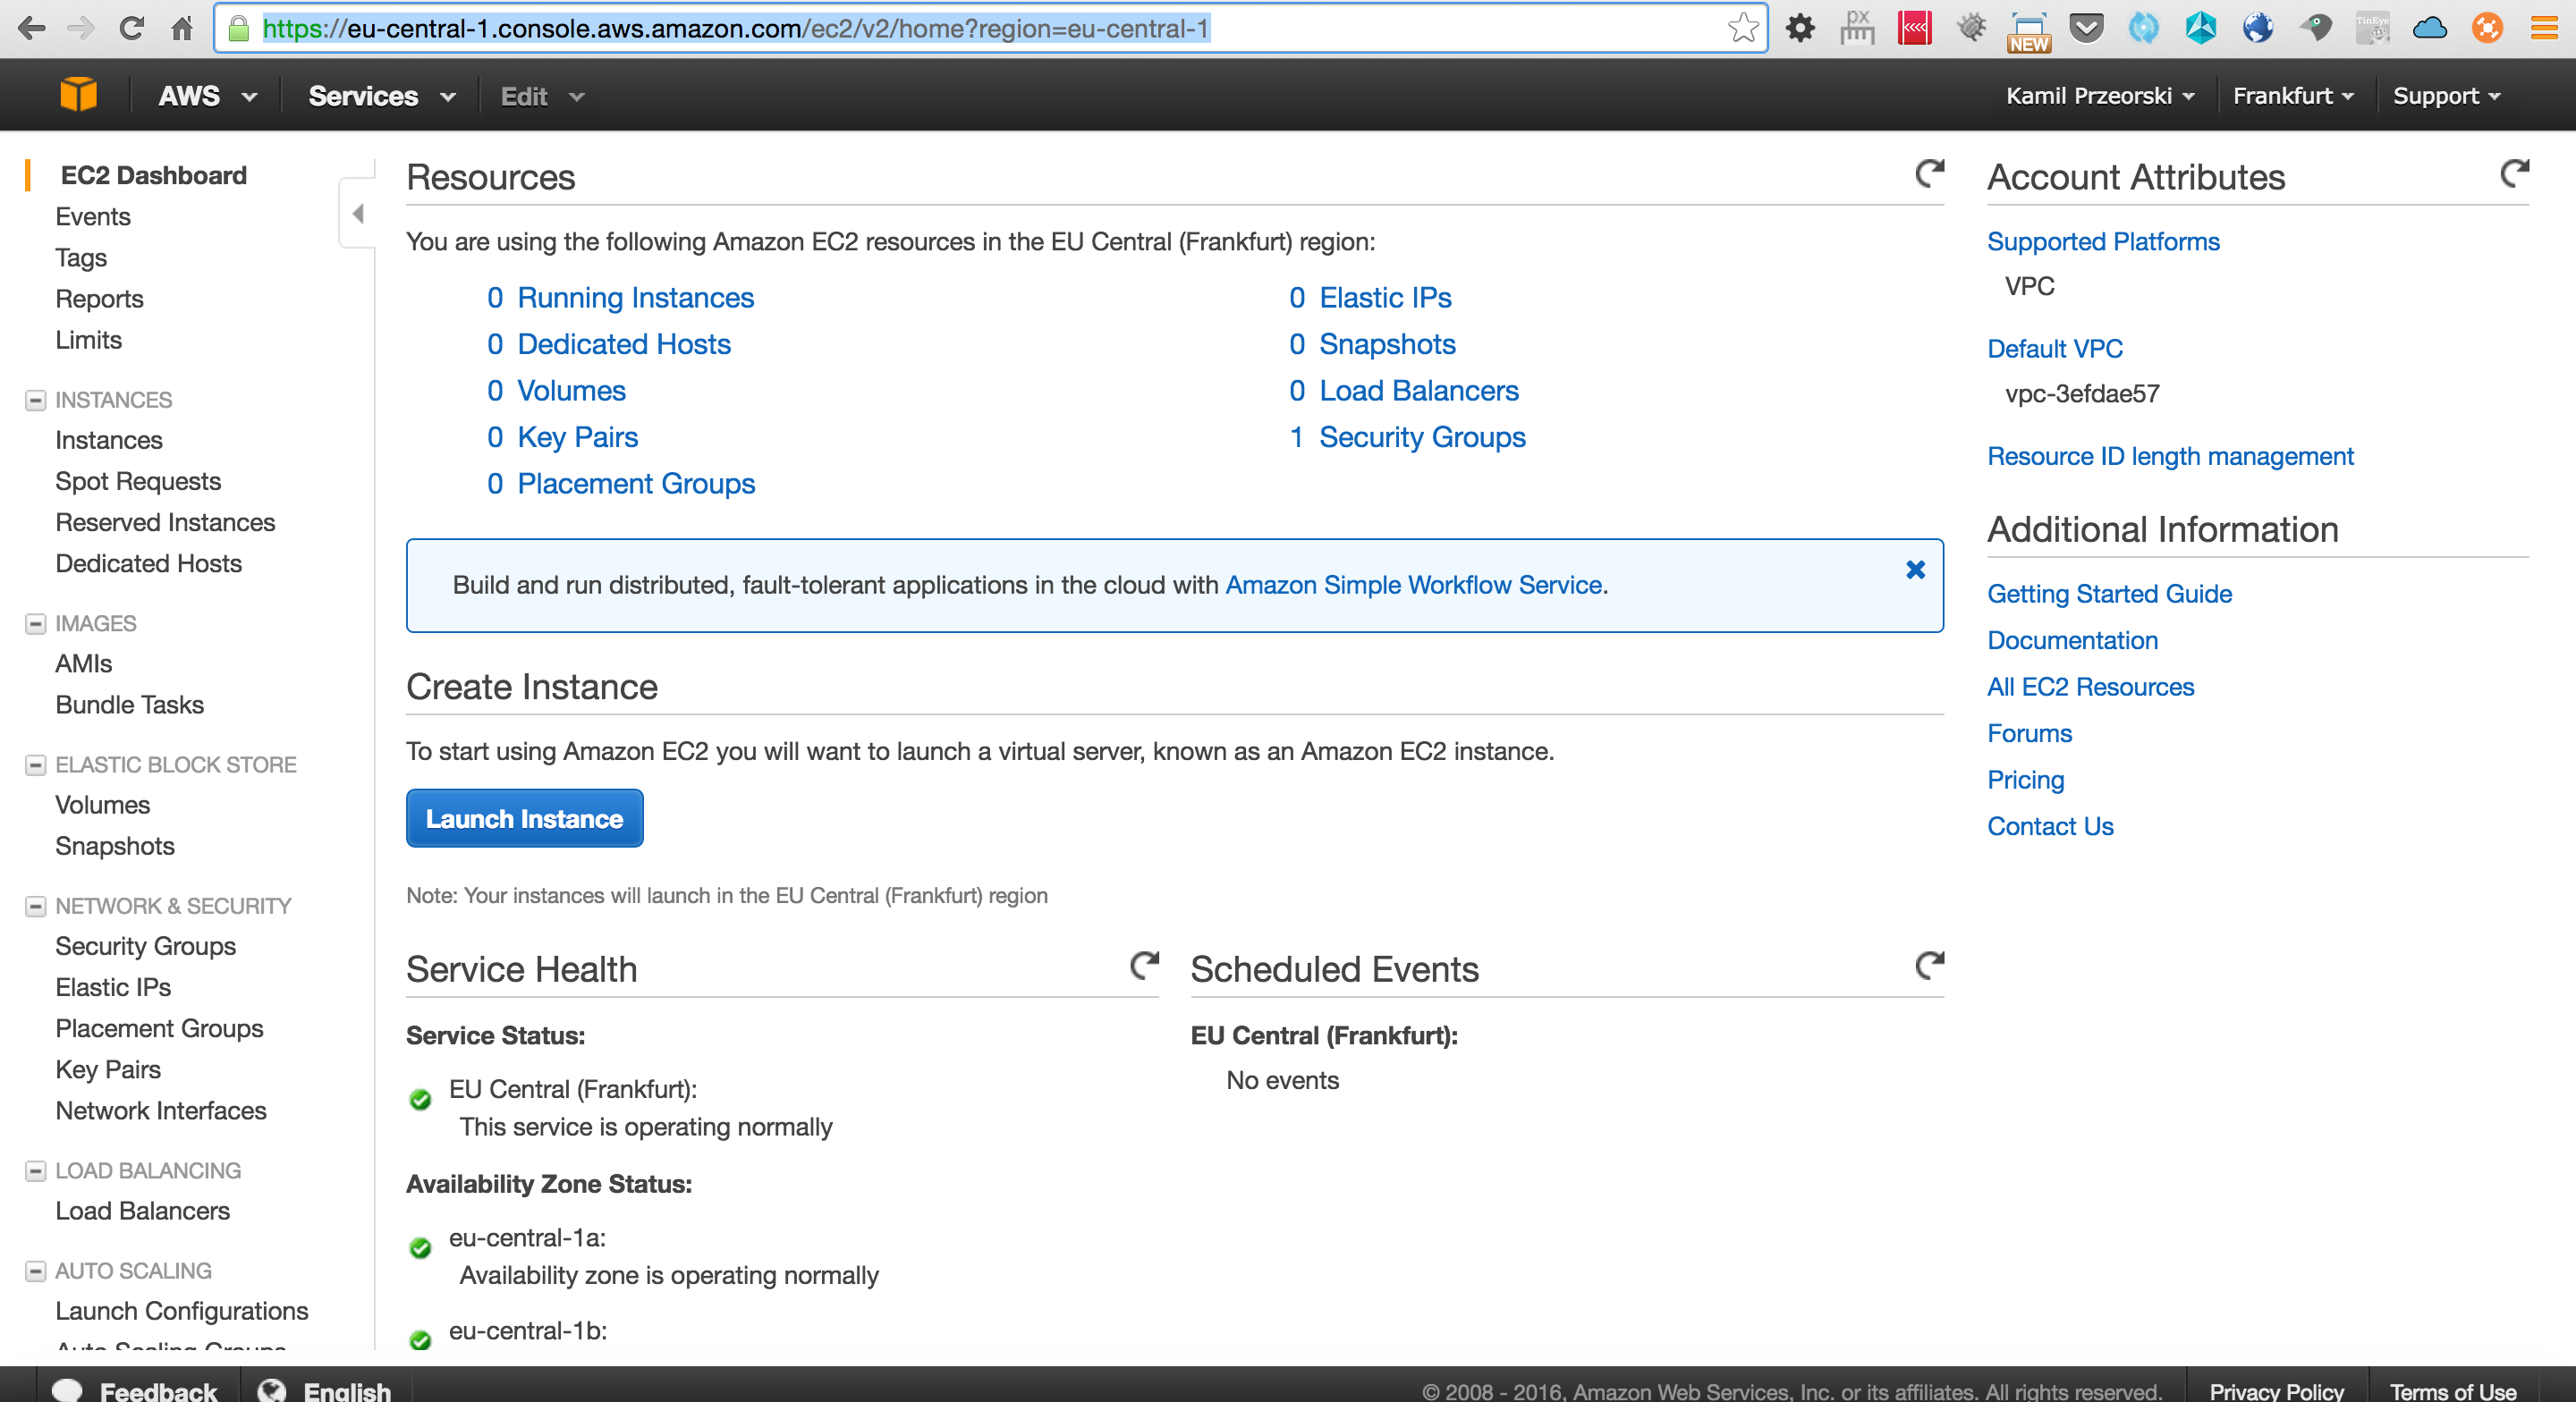 https://eu-central-1.console.aws.amazon.com/ec2/v2/home?region=eu-central-1
px
NEW
TinEye
AWS
Services
Edit
Kamil Przeorski
Frankfurt
Support
EC2 Dashboard
Events
Tags
Reports
Limits
INSTANCES
Instances
Spot Requests
Reserved Instances
Dedicated Hosts
IMAGES
AMIs
Bundle Tasks
ELASTIC BLOCK STORE
Volumes
Snapshots
NETWORK & SECURITY
Security Groups
Elastic IPs
Placement Groups
Key Pairs
Network Interfaces
LOAD BALANCING
Load Balancers
AUTO SCALING
Launch Configurations
Auto Scaling Groups
Resources
You are using the following Amazon EC2 resources in the EU Central (Frankfurt) region:
0 Running Instances
0 Dedicated Hosts
0 Volumes
0 Key Pairs
0 Placement Groups
0 Elastic IPs
0 Snapshots
0 Load Balancers
1 Security Groups
Build and run distributed, fault-tolerant applications in the cloud with Amazon Simple Workflow Service.
Create Instance
To start using Amazon EC2 you will want to launch a virtual server, known as an Amazon EC2 instance.
Launch Instance
Note: Your instances will launch in the EU Central (Frankfurt) region
Service Health
Service Status:
EU Central (Frankfurt):
This service is operating normally
Availability Zone Status:
eu-central-1a:
Availability zone is operating normally
eu-central-1b:
Scheduled Events
EU Central (Frankfurt):
No events
Account Attributes
Supported Platforms
VPC
Default VPC
vpc-3efdae57
Resource ID length management
Additional Information
Getting Started Guide
Documentation
All EC2 Resources
Forums
Pricing
Contact Us
Feedback
English
© 2008 - 2016, Amazon Web Services, Inc. or its affiliates. All rights reserved.
Privacy Policy
Terms of Use